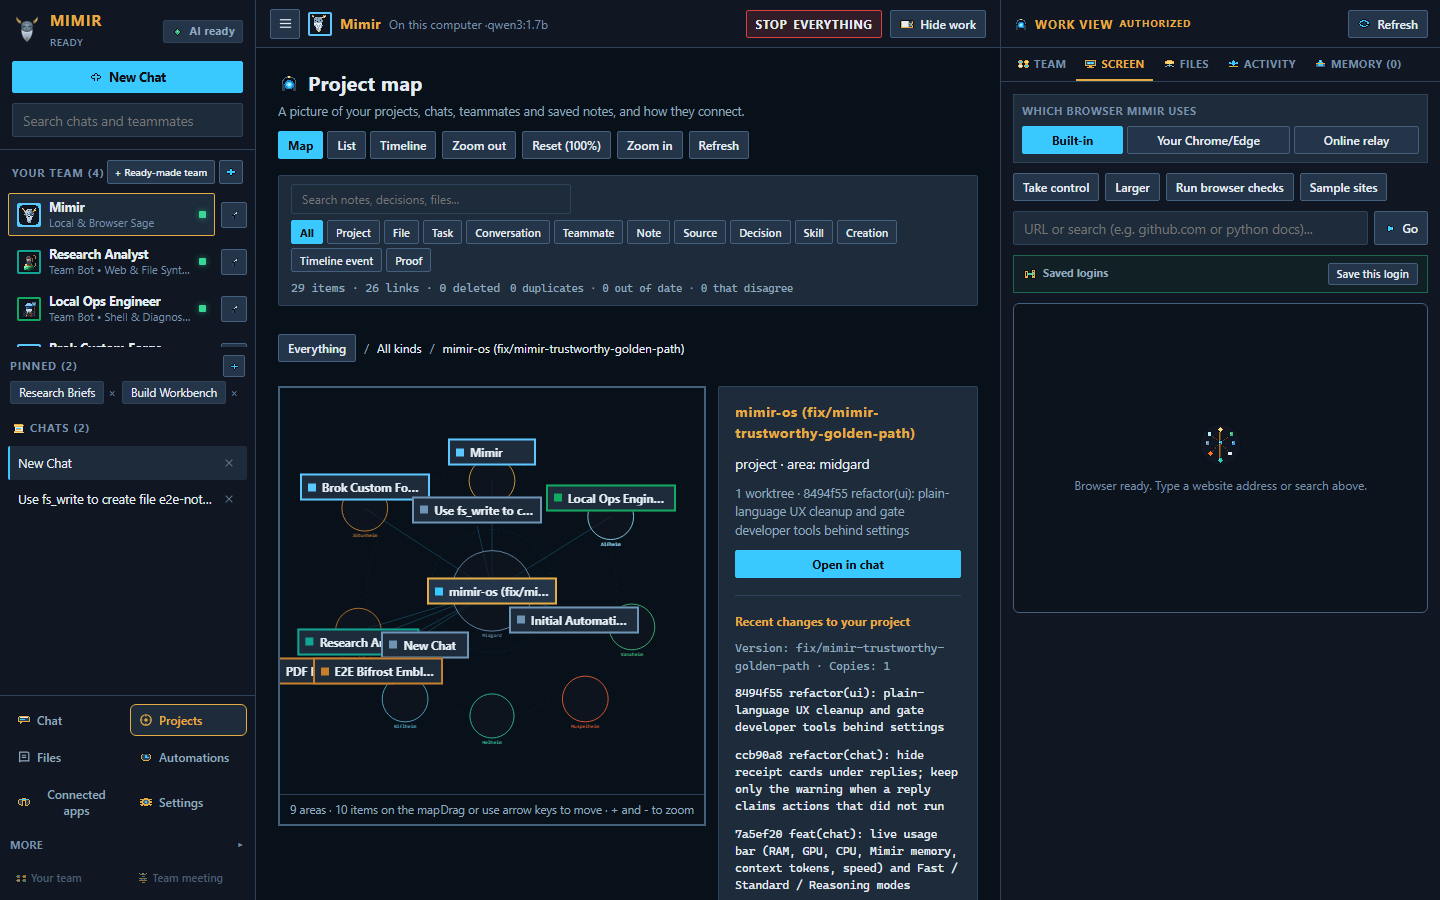 MIMIR
READY
AI ready
New Chat
Search chats and teammates
YOUR TEAM (4)
+ Ready-made team
+
Mimir
Local & Browser Sage
Research Analyst
Team Bot • Web & File Synt...
Local Ops Engineer
Team Bot • Shell & Diagnos...
PINNED (2)
+
Research Briefs ×
Build Workbench ×
CHATS (2)
New Chat ×
Use fs_write to create file e2e-not... ×
Chat
Projects
Files
Automations
Connected
apps
Settings
MORE
Your team
Team meeting
Mimir
On this computer ·qwen3:1.7b
STOP EVERYTHING
Hide work
Project map
A picture of your projects, chats, teammates and saved notes, and how they connect.
Map
List
Timeline
Zoom out
Reset (100%)
Zoom in
Refresh
Search notes, decisions, files...
All
Project
File
Task
Conversation
Teammate
Note
Source
Decision
Skill
Creation
Timeline event
Proof
29 items · 26 links · 0 deleted 0 duplicates · 0 out of date · 0 that disagree
Everything / All kinds / mimir-os (fix/mimir-trustworthy-golden-path)
Mimir
Brok Custom Fo...
Local Ops Engin...
Use fs_write to c...
Jotunheim
Alfheim
mimir-os (fix/mi...
Initial Automati...
Midgard
Research A
New Chat
Vanaheim
PDF
E2E Bifrost Embl...
Niflheim
Muspelheim
Helheim
9 areas · 10 items on the map
Drag or use arrow keys to move · + and - to zoom
mimir-os (fix/mimir-
trustworthy-golden-path)
project · area: midgard
1 worktree · 8494f55 refactor(ui): plain-
language UX cleanup and gate
developer tools behind settings
Open in chat
Recent changes to your project
Version: fix/mimir-trustworthy-
golden-path · Copies: 1
8494f55 refactor(ui): plain-
language UX cleanup and gate
developer tools behind settings
ccb90a8 refactor(chat): hide
receipt cards under replies; keep
only the warning when a reply
claims actions that did not run
7a5ef20 feat(chat): live usage
bar (RAM, GPU, CPU, Mimir memory,
context tokens, speed) and Fast /
Standard / Reasoning modes
WORK VIEW AUTHORIZED
Refresh
TEAM
SCREEN
FILES
ACTIVITY
MEMORY (0)
WHICH BROWSER MIMIR USES
Built-in
Your Chrome/Edge
Online relay
Take control
Larger
Run browser checks
Sample sites
URL or search (e.g. github.com or python docs)...
Go
Saved logins
Save this login
Browser ready. Type a website address or search above.